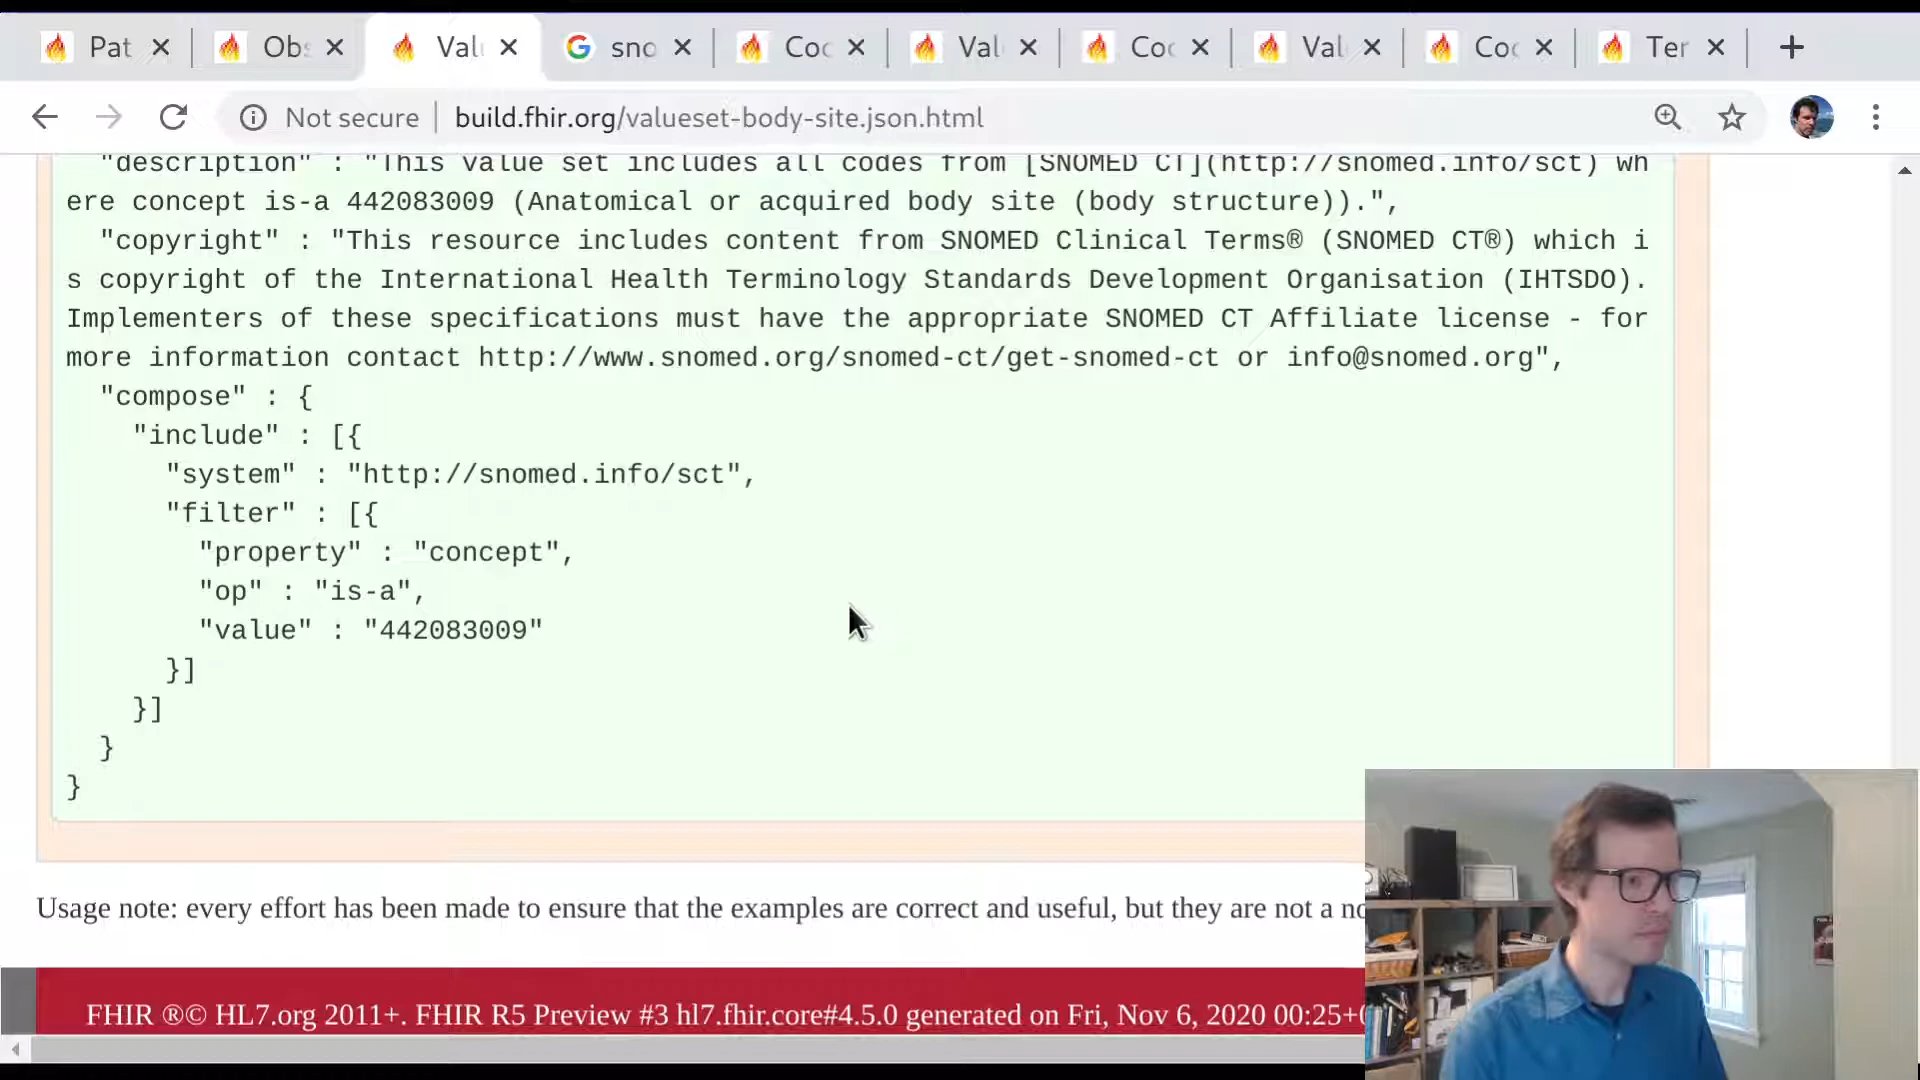 Pat
Obs
Val
sno
Coc
Val
Coc
Val
Coc
Ter
Not secure
build.fhir.org/valueset-body-site.json.html
"description" : "This value set includes all codes from [SNOMED CT](http://snomed.info/sct) wh
ere concept is-a 442083009 (Anatomical or acquired body site (body structure)).",
"copyright" : "This resource includes content from SNOMED Clinical Terms® (SNOMED CT®) which i
s copyright of the International Health Terminology Standards Development Organisation (IHTSDO).
Implementers of these specifications must have the appropriate SNOMED CT Affiliate license - for
more information contact http://www.snomed.org/snomed-ct/get-snomed-ct or info@snomed.org",
"compose" : {
"include" : [{
"system" : "http://snomed.info/sct",
"filter" : [{
"property" : "concept",
"op" : "is-a",
"value" : "442083009"
}]
}]
}
}
Usage note: every effort has been made to ensure that the examples are correct and useful, but they are not a no
FHIR ®© HL7.org 2011+. FHIR R5 Preview #3 hl7.fhir.core#4.5.0 generated on Fri, Nov 6, 2020 00:25+0